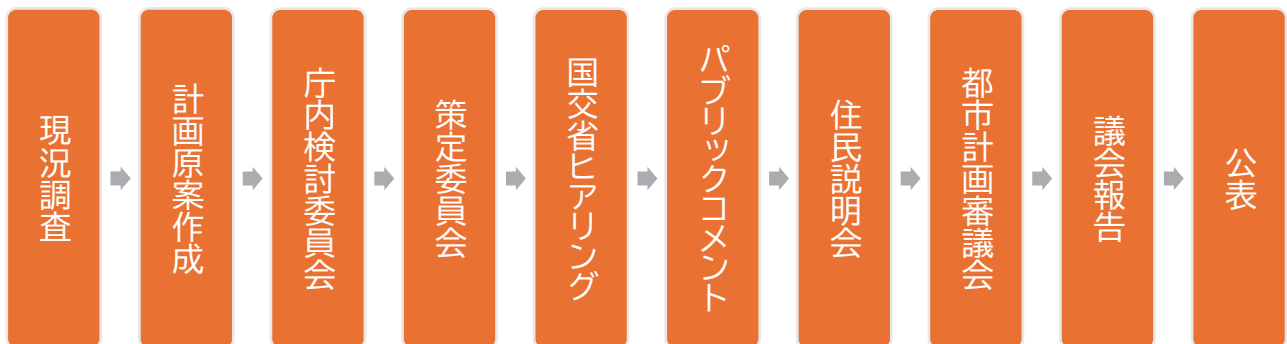 現況調査
計画原案作成
庁内検討委員会
策定委員会
国交省ヒアリング
パブリックコメント
住民説明会
都市計画審議会
議会報告
公表